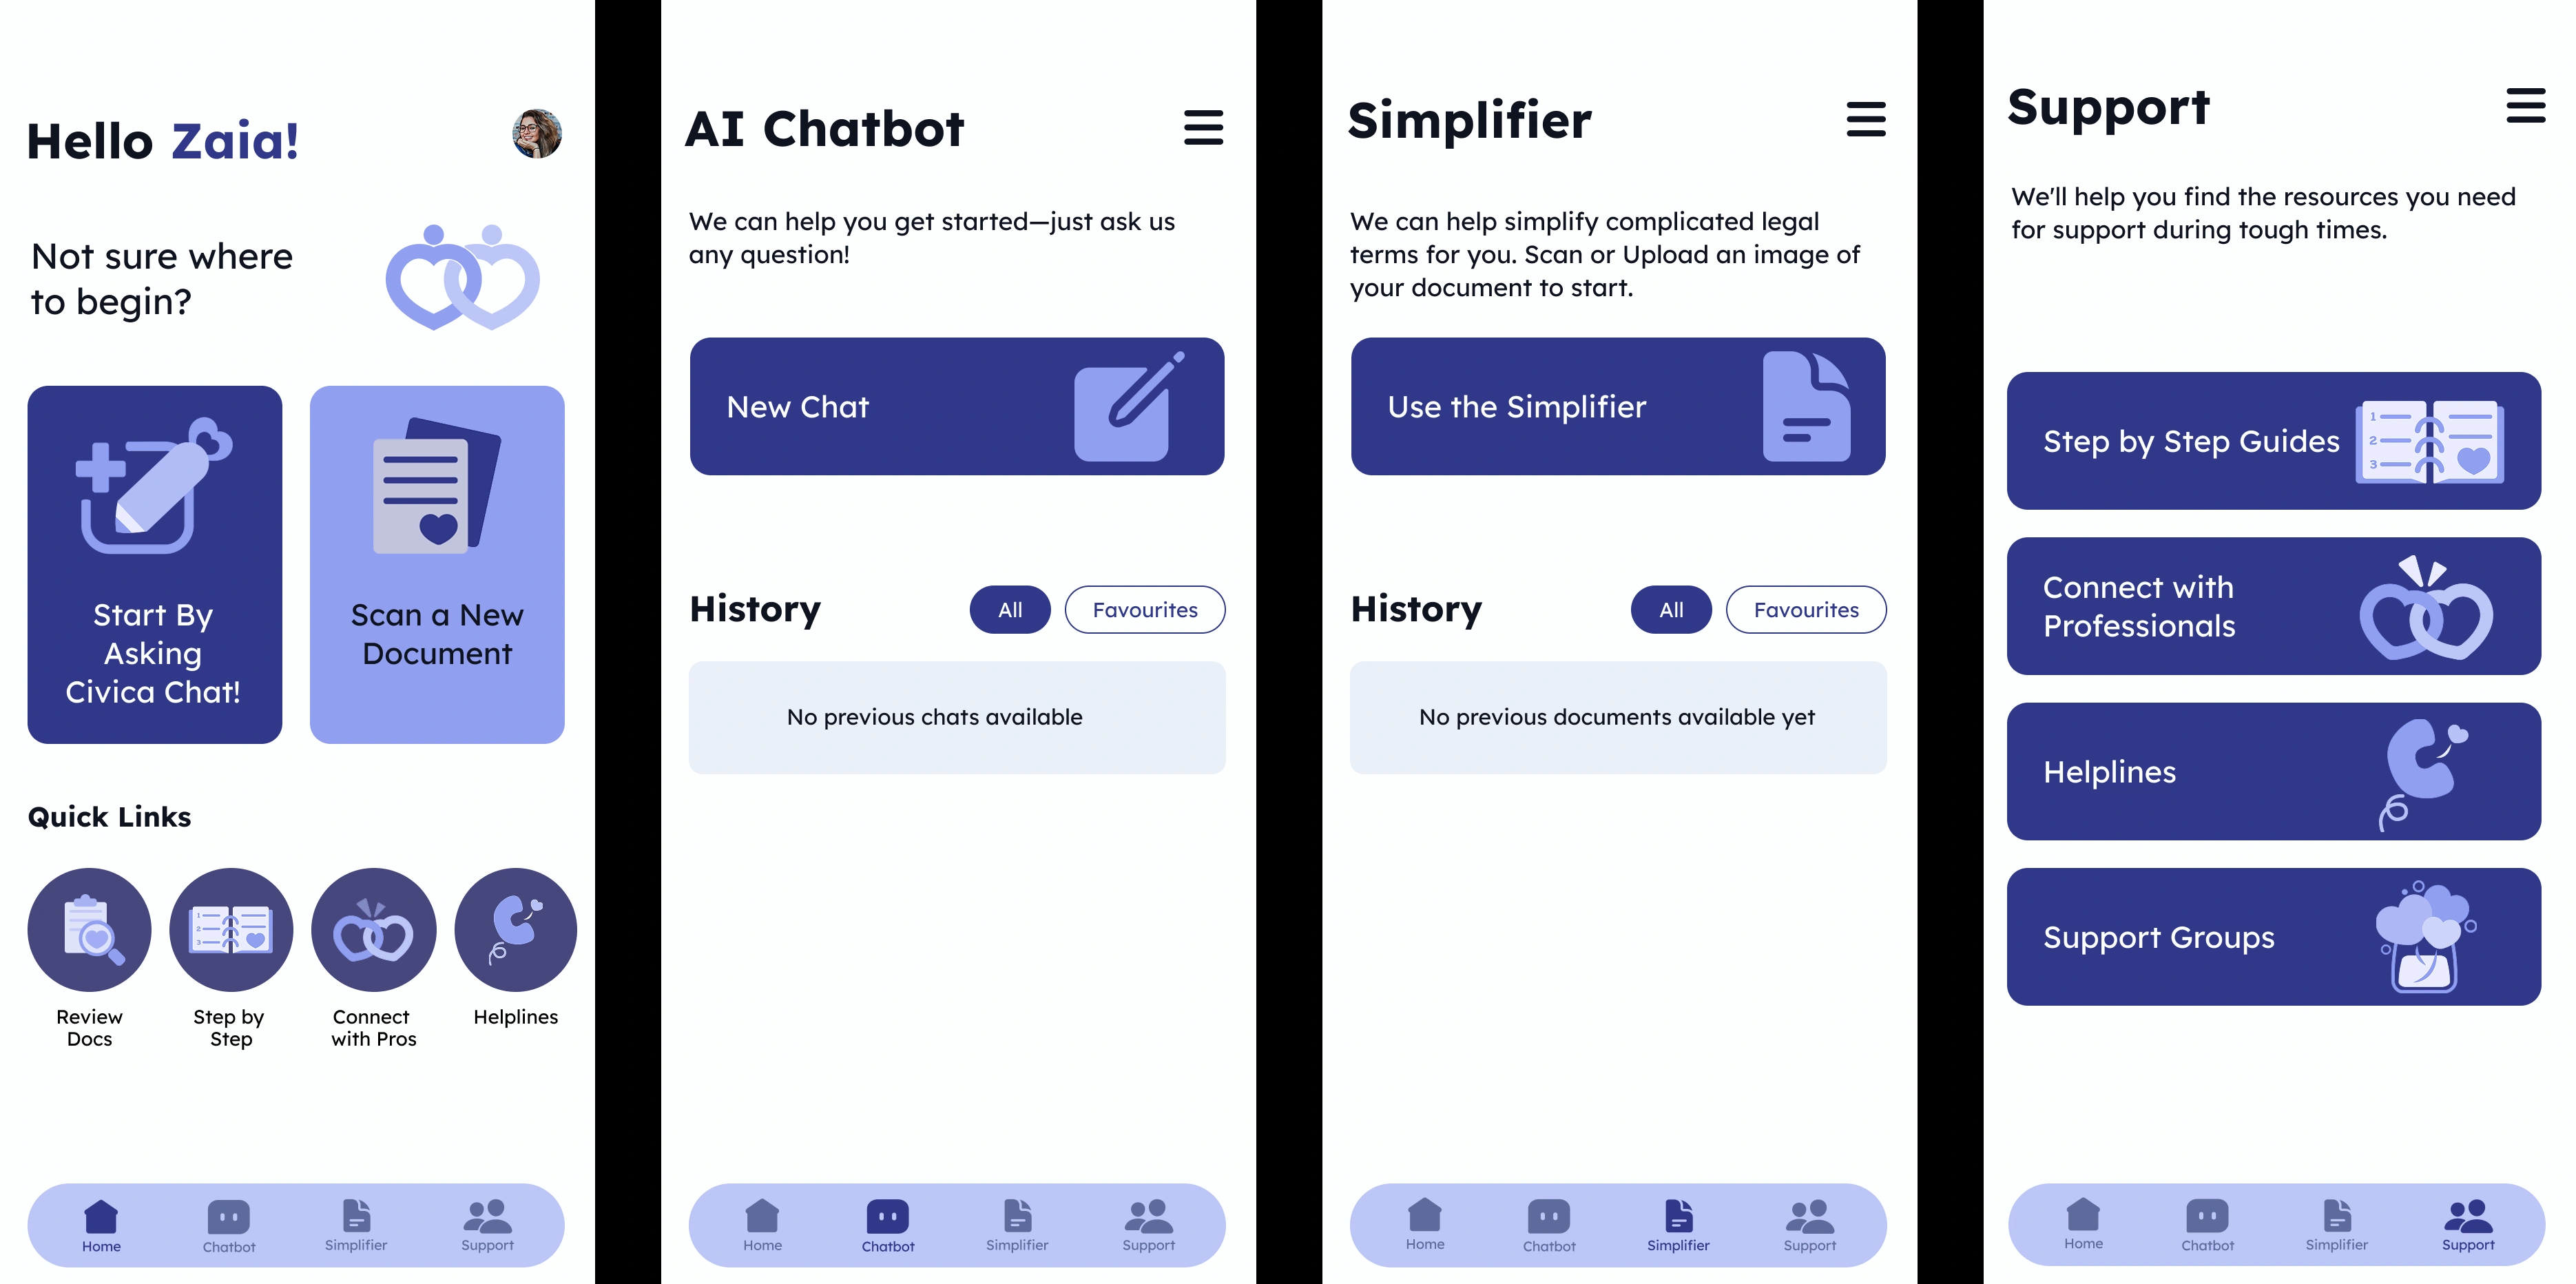 Hello Zaia!
Not sure where
to begin?
Start By
Asking
Civica Chat!
Scan a New
Document
Quick Links
1
2
3
Review
Docs
Step by
Step
Connect
with Pros
Helplines
Home
Chatbot
Simplifier
Support
AI Chatbot
We can help you get started—just ask us
any question!
New Chat
History
All
Favourites
No previous chats available
Home
Chatbot
Simplifier
Support
Simplifier
We can help simplify complicated legal
terms for you. Scan or Upload an image of
your document to start.
Use the Simplifier
History
All
Favourites
No previous documents available yet
Home
Chatbot
Simplifier
Support
Support
We'll help you find the resources you need
for support during tough times.
Step by Step Guides
1
2
3
Connect with
Professionals
Helplines
Support Groups
Home
Chatbot
Simplifier
Support